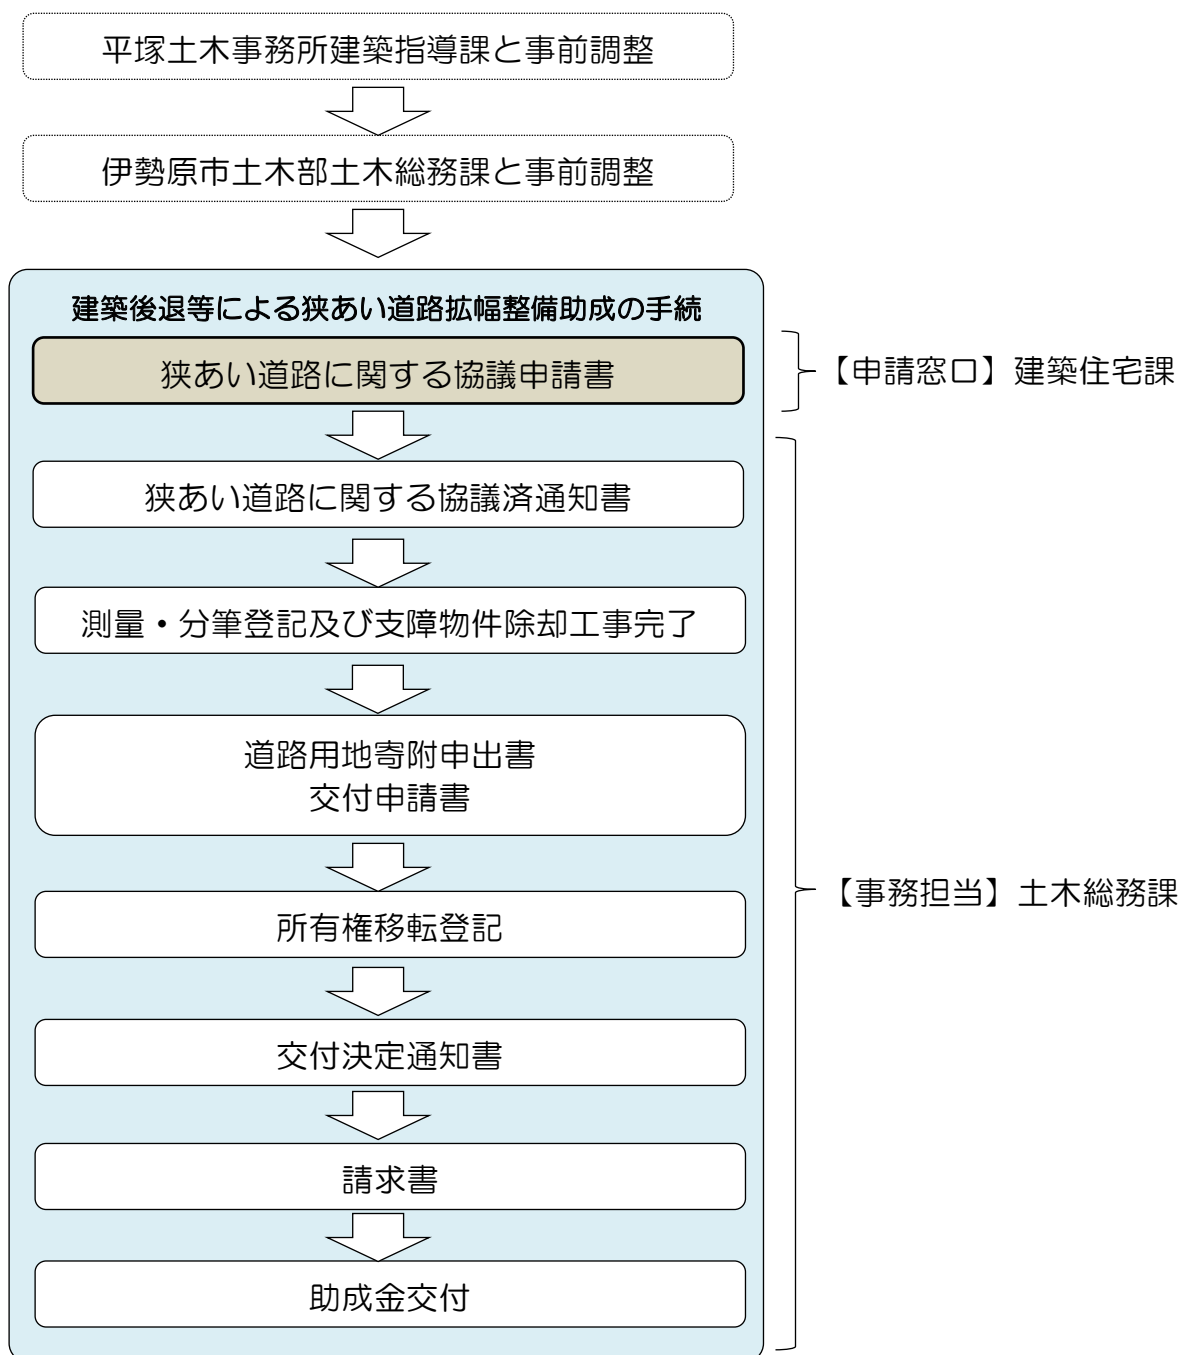 平塚土木事務所建築指導課と事前調整
伊勢原市土木部土木総務課と事前調整
建築後退等による狭あい道路拡幅整備助成の手続
狭あい道路に関する協議申請書
【申請窓口】建築住宅課
狭あい道路に関する協議済通知書
測量・分筆登記及び支障物件除却工事完了
道路用地寄附申出書
交付申請書
【事務担当】土木総務課
所有権移転登記
交付決定通知書
請求書
助成金交付